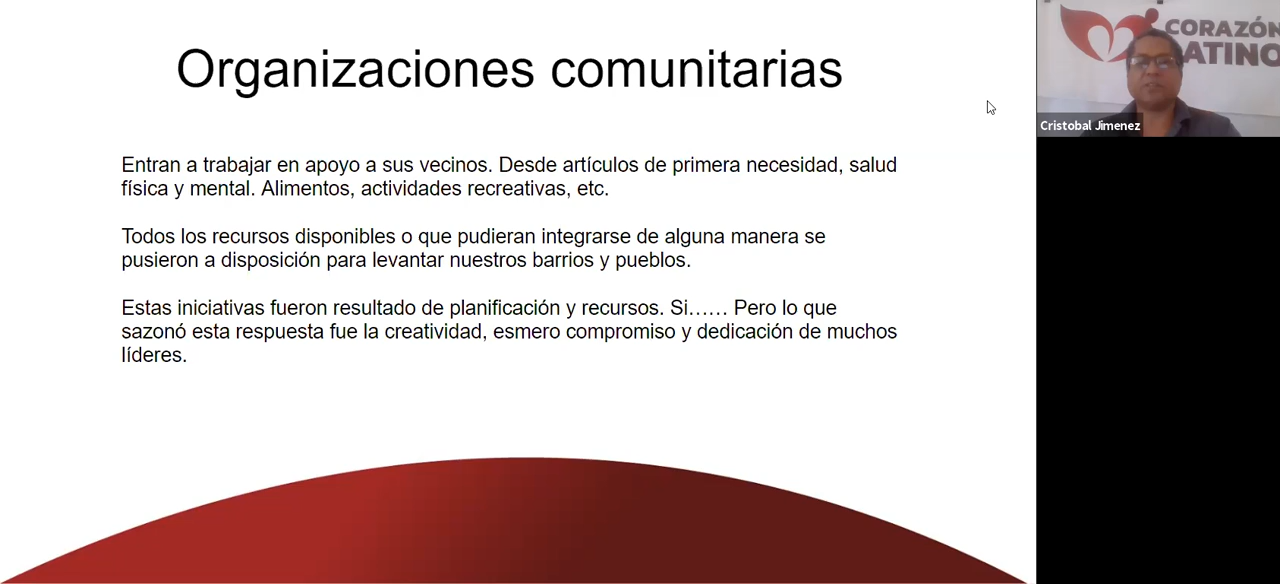 Organizaciones comunitarias
Entran a trabajar en apoyo a sus vecinos. Desde artículos de primera necesidad, salud
física y mental. Alimentos, actividades recreativas, etc.
Todos los recursos disponibles o que pudieran integrarse de alguna manera se
pusieron a disposición para levantar nuestros barrios y pueblos.
Estas iniciativas fueron resultado de planificación y recursos. Si...... Pero lo que
sazonó esta respuesta fue la creatividad, esmero compromiso y dedicación de muchos
líderes.
CORAZÓN
LATINO
Cristobal Jimenez